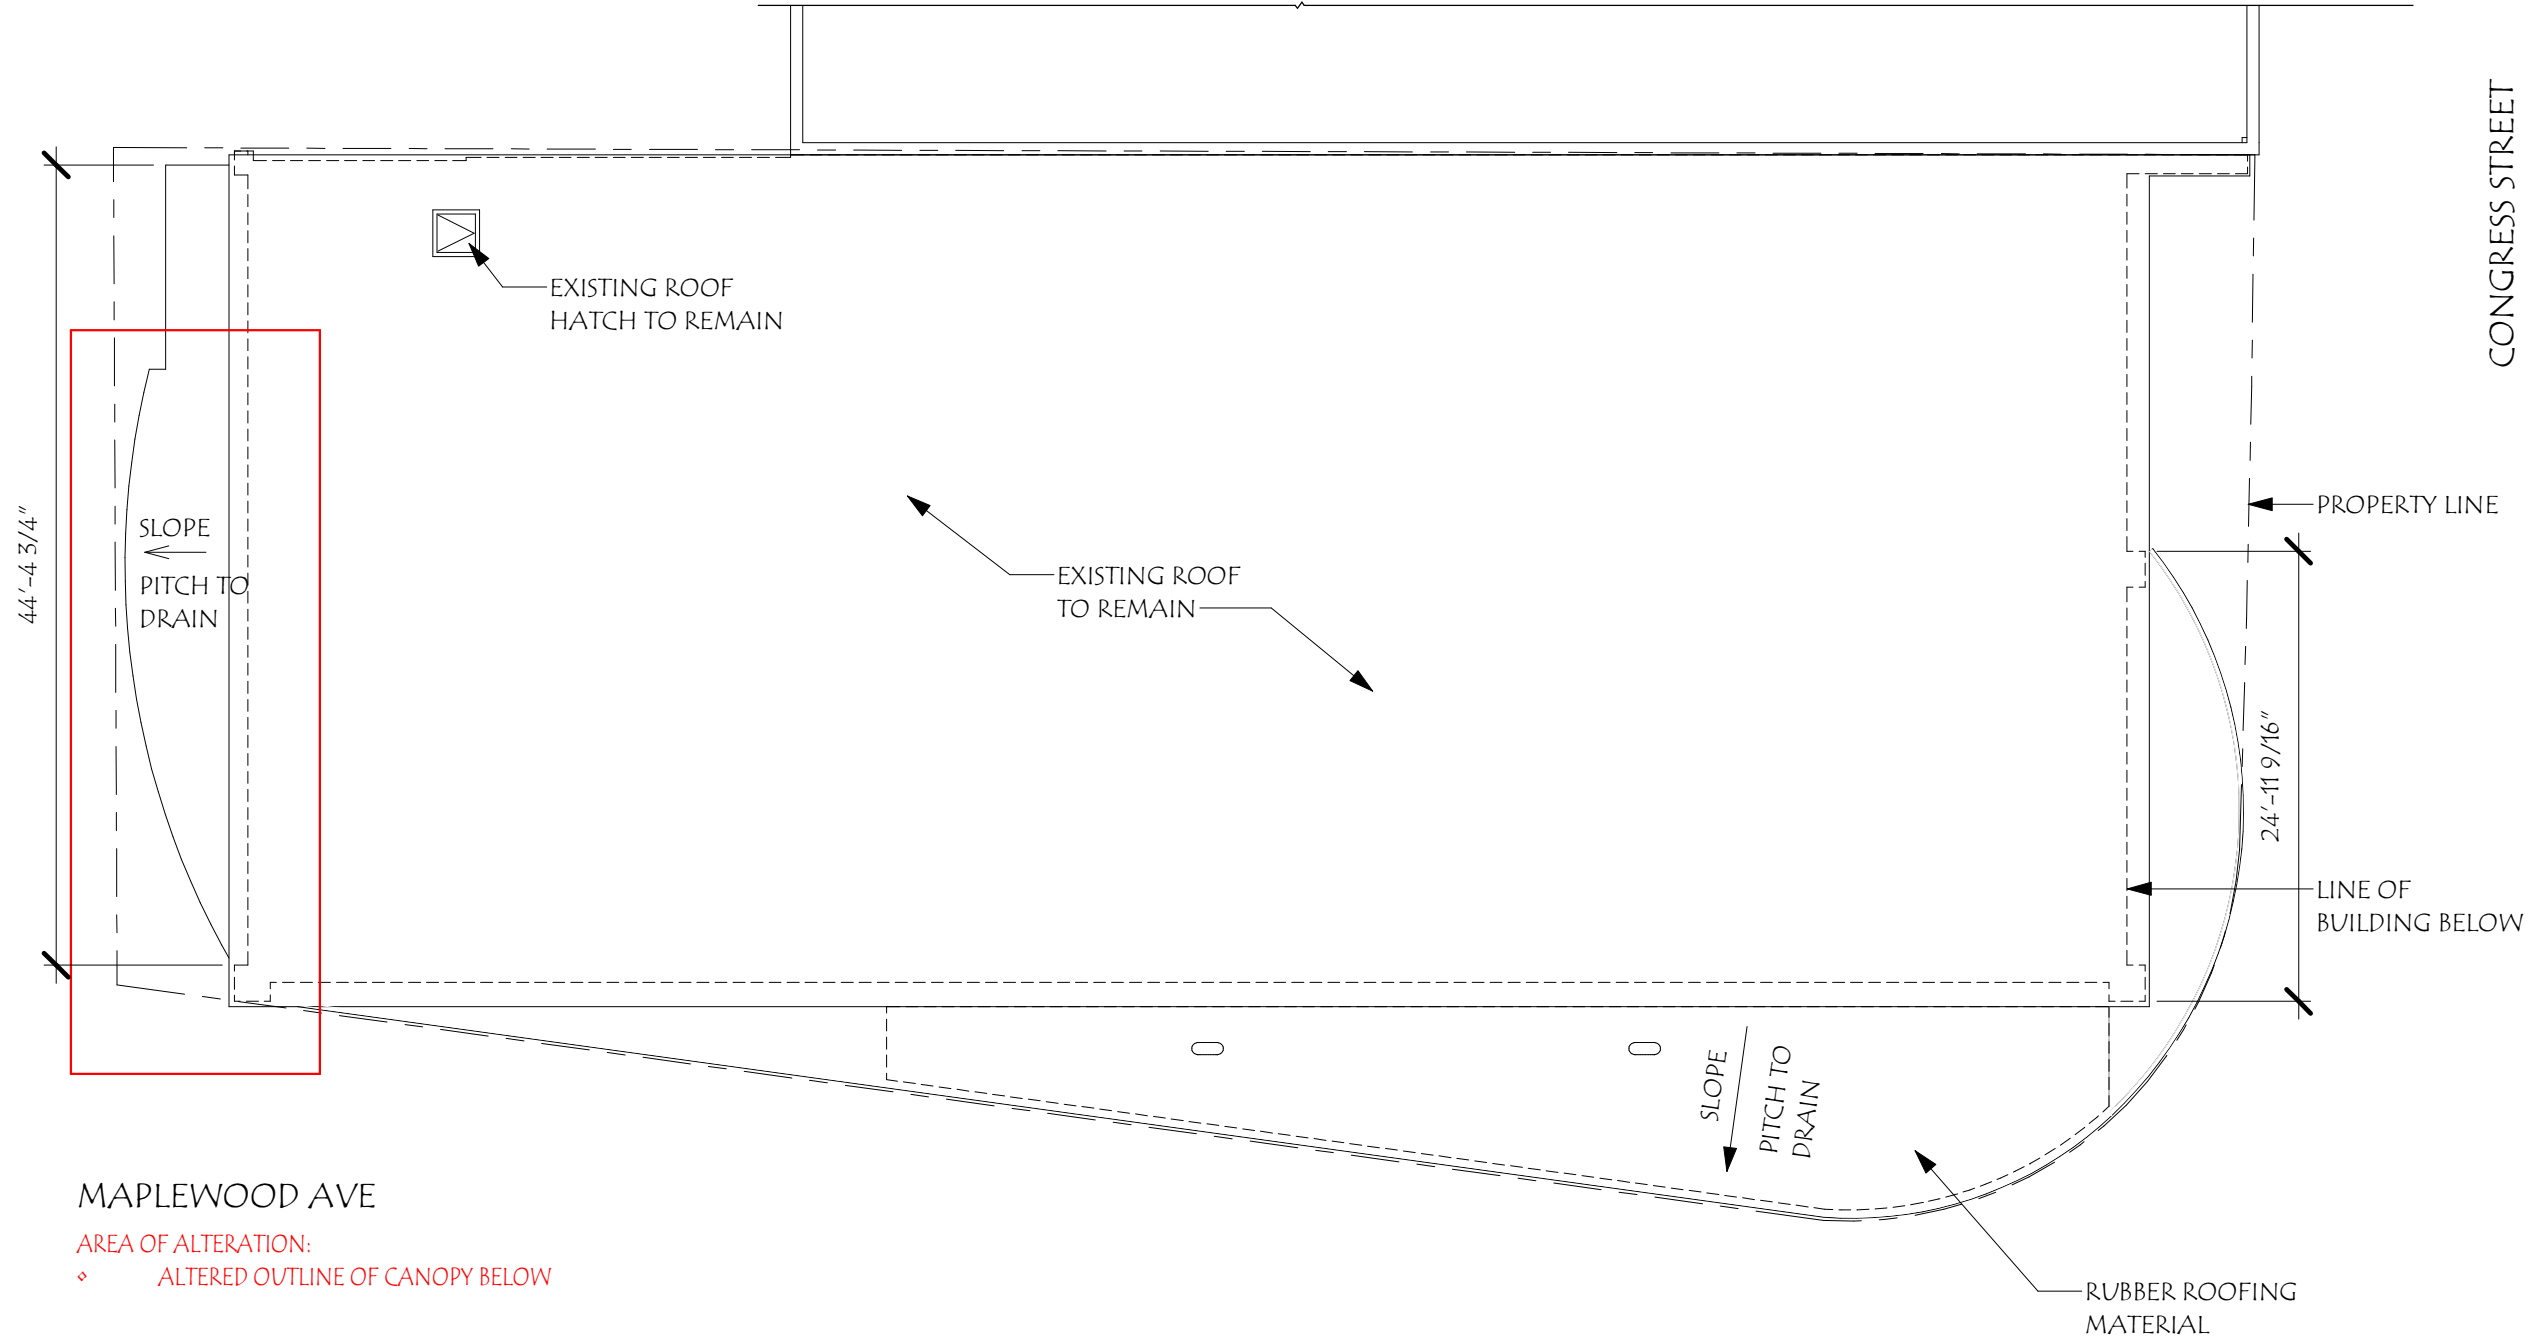 CONGRESS STREET
EXISTING ROOF
HATCH TO REMAIN
44'-4 3/4"
SLOPE
PITCH TO
DRAIN
EXISTING ROOF
TO REMAIN
PROPERTY LINE
24'-11 9/16"
LINE OF
BUILDING BELOW
SLOPE
PITCH TO
DRAIN
MAPLEWOOD AVE
AREA OF ALTERATION:
ALTERED OUTLINE OF CANOPY BELOW
RUBBER ROOFING
MATERIAL